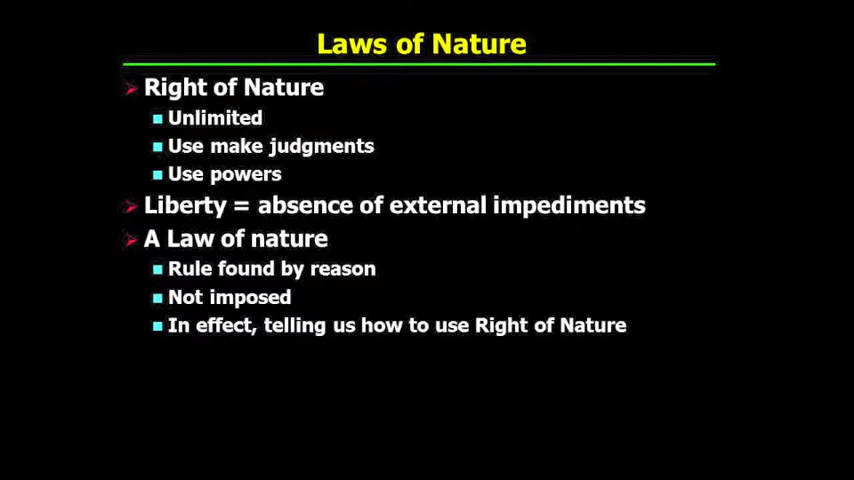 Laws of Nature
Right of Nature
Unlimited
Use make judgments
Use powers
Liberty = absence of external impediments
A Law of nature
Rule found by reason
Not imposed
In effect, telling us how to use Right of Nature